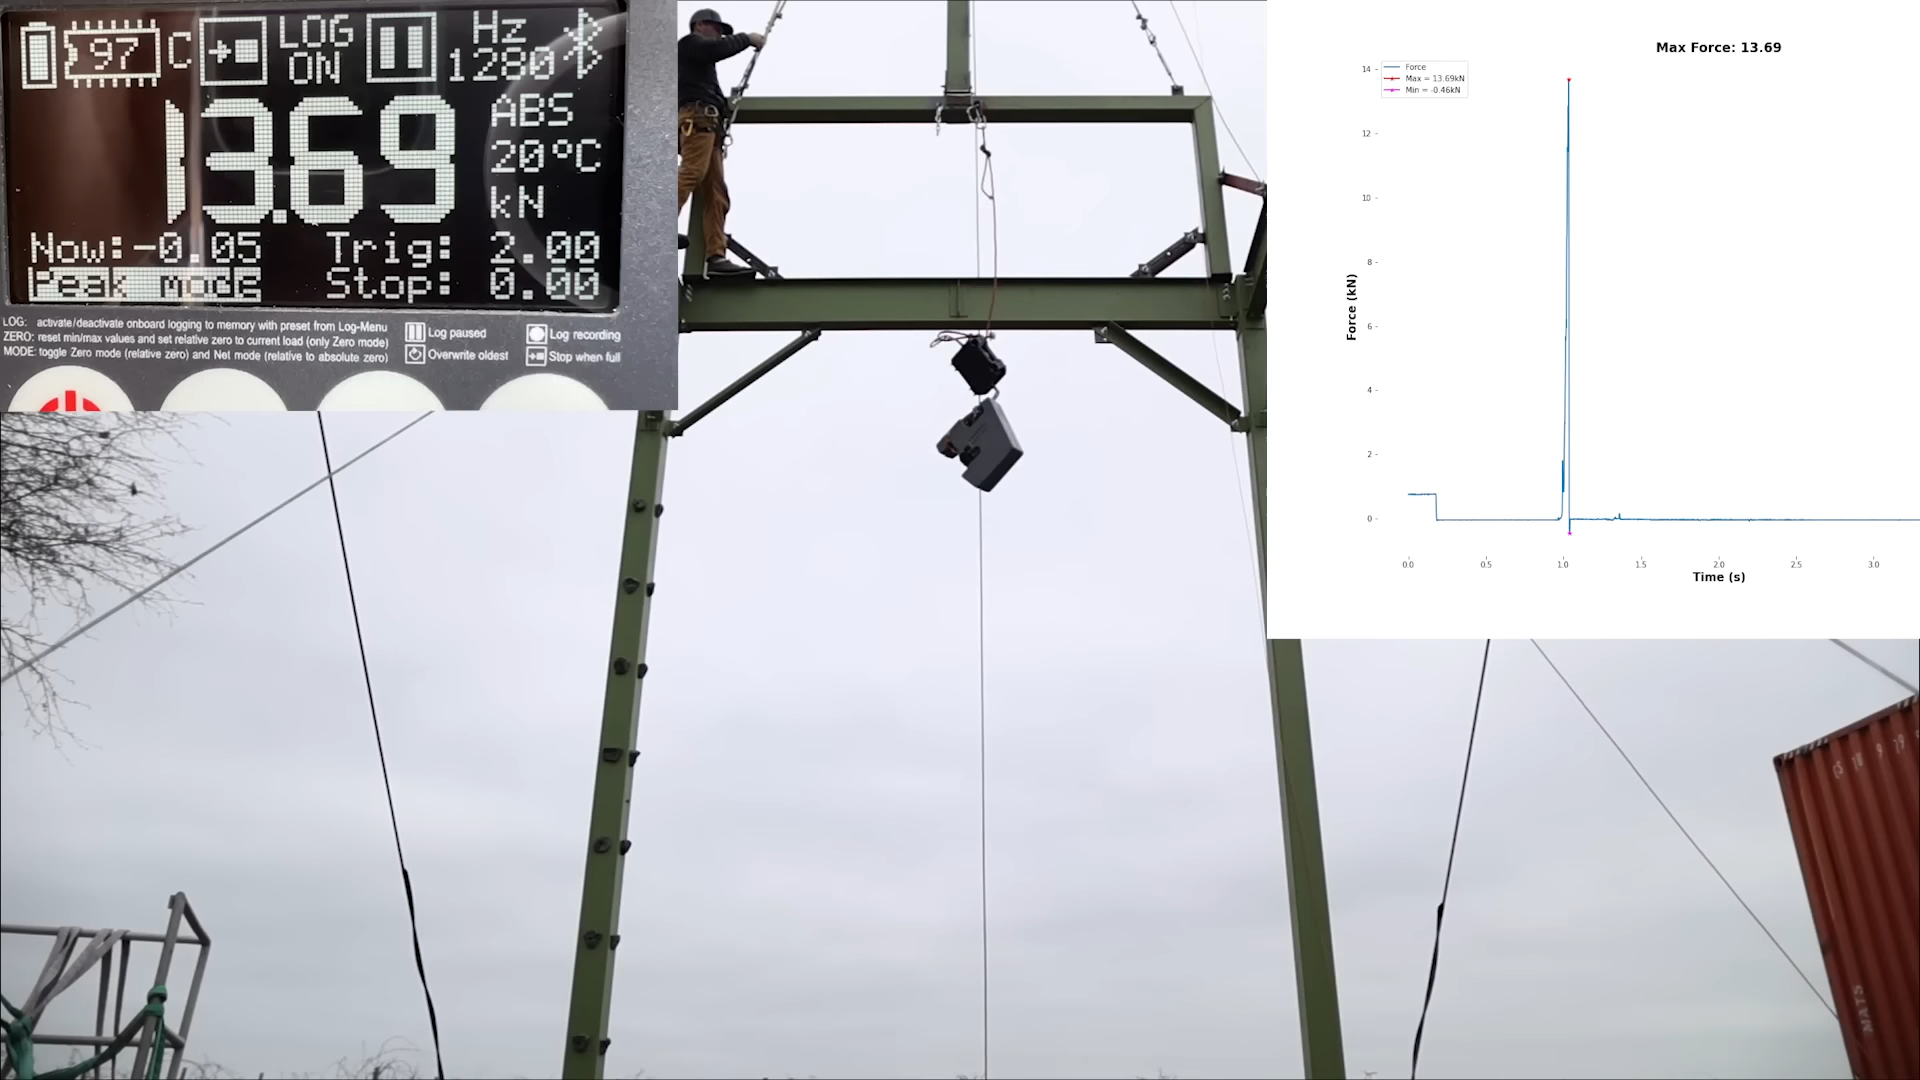 97 C LOG ON Hz 1280
13.69
ABS
20°C
kN
Now:-0.05 Trig: 2.00
Peak mode Stop: 0.00
LOG: activate/deactivate onboard logging to memory with preset from Log-Menu
ZERO: reset min/max values and set relative zero to current load (only Zero mode)
MODE: toggle Zero mode (relative zero) and Net mode (relative to absolute zero)
Log paused
Log recording
Overwrite oldest
Stop when full
Max Force: 13.69
Force
Max = 13.69kN
Min = -0.46kN
14
12
10
8
6
4
2
0
Force (kN)
0.0 0.5 1.0 1.5 2.0 2.5 3.0
Time (s)
MATS